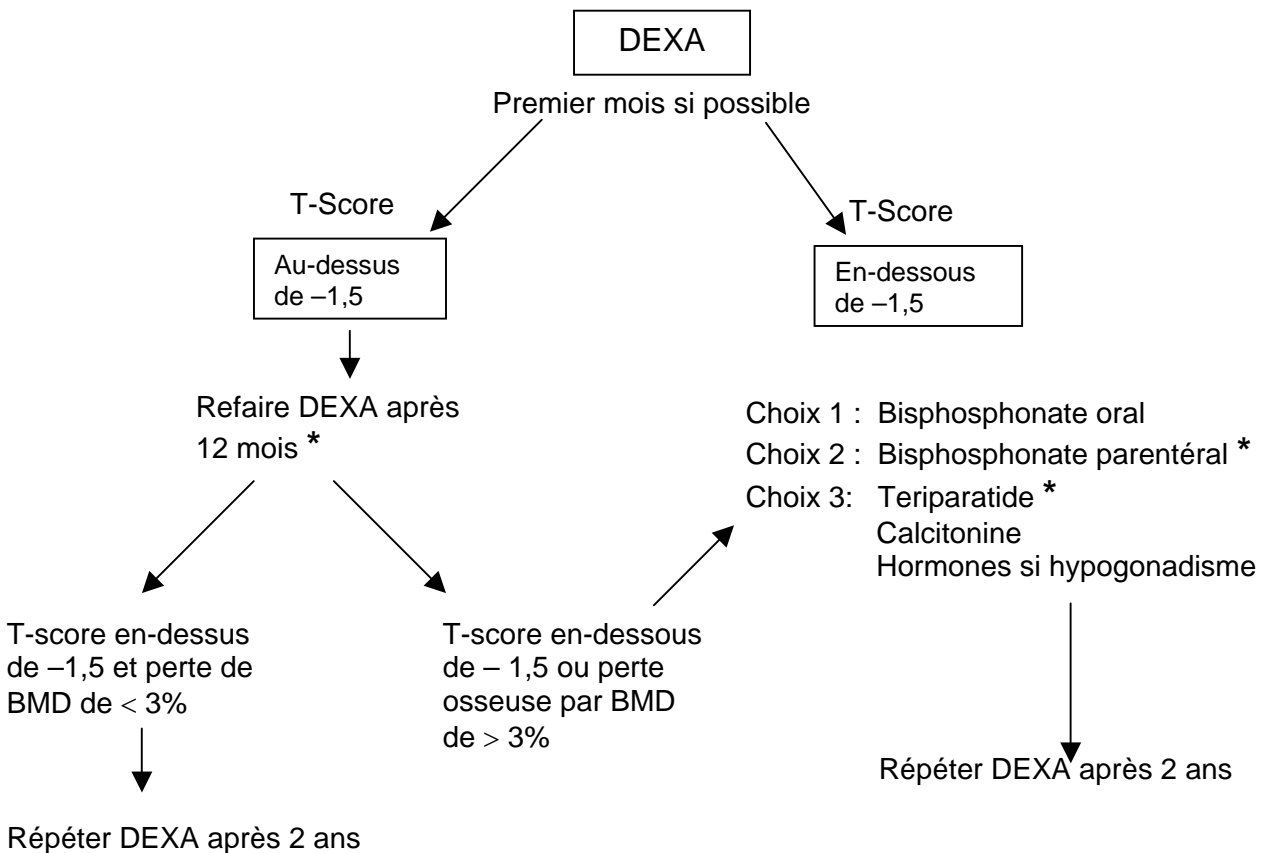 DEXA
Premier mois si possible
T-Score
Au-dessus
de –1,5
T-Score
En-dessous
de –1,5
Refaire DEXA après
12 mois *
Choix 1 : Bisphosphonate oral
Choix 2 : Bisphosphonate parentéral *
Choix 3: Teriparatide *
Calcitonine
Hormones si hypogonadisme
T-score en-dessus
de –1,5 et perte de
BMD de < 3%
T-score en-dessous
de – 1,5 ou perte
osseuse par BMD
de > 3%
Répéter DEXA après 2 ans
Répéter DEXA après 2 ans